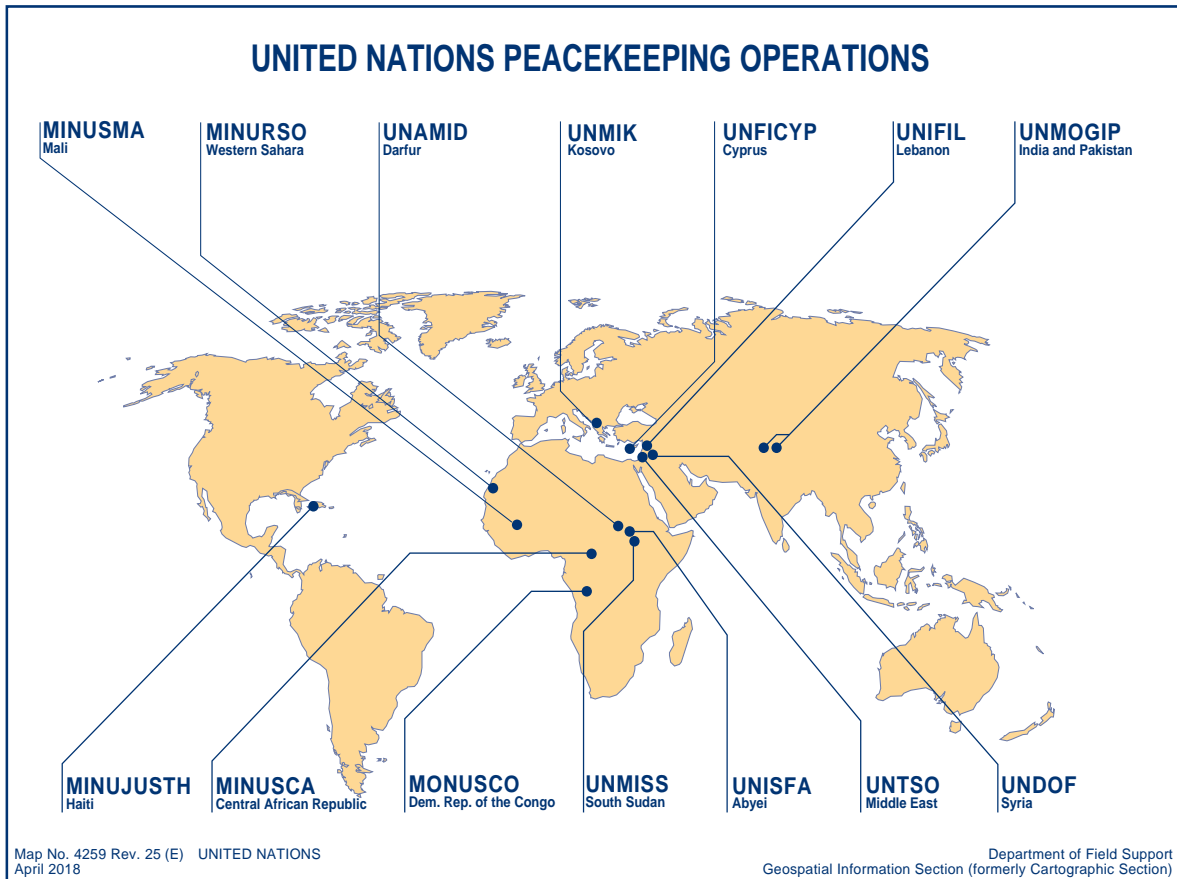 UNITED NATIONS PEACEKEEPING OPERATIONS
MINUSMA
Mali
MINURSO
Western Sahara
UNAMID
Darfur
UNMIK
Kosovo
UNFICYP
Cyprus
UNIFIL
Lebanon
UNMOGIP
India and Pakistan
MINUJUSTH
Haiti
MINUSCA
Central African Republic
MONUSCO
Dem. Rep. of the Congo
UNMISS
South Sudan
UNISFA
Abyei
UNTSO
Middle East
UNDOF
Syria
Map No. 4259 Rev. 25 (E) UNITED NATIONS
April 2018
Department of Field Support
Geospatial Information Section (formerly Cartographic Section)